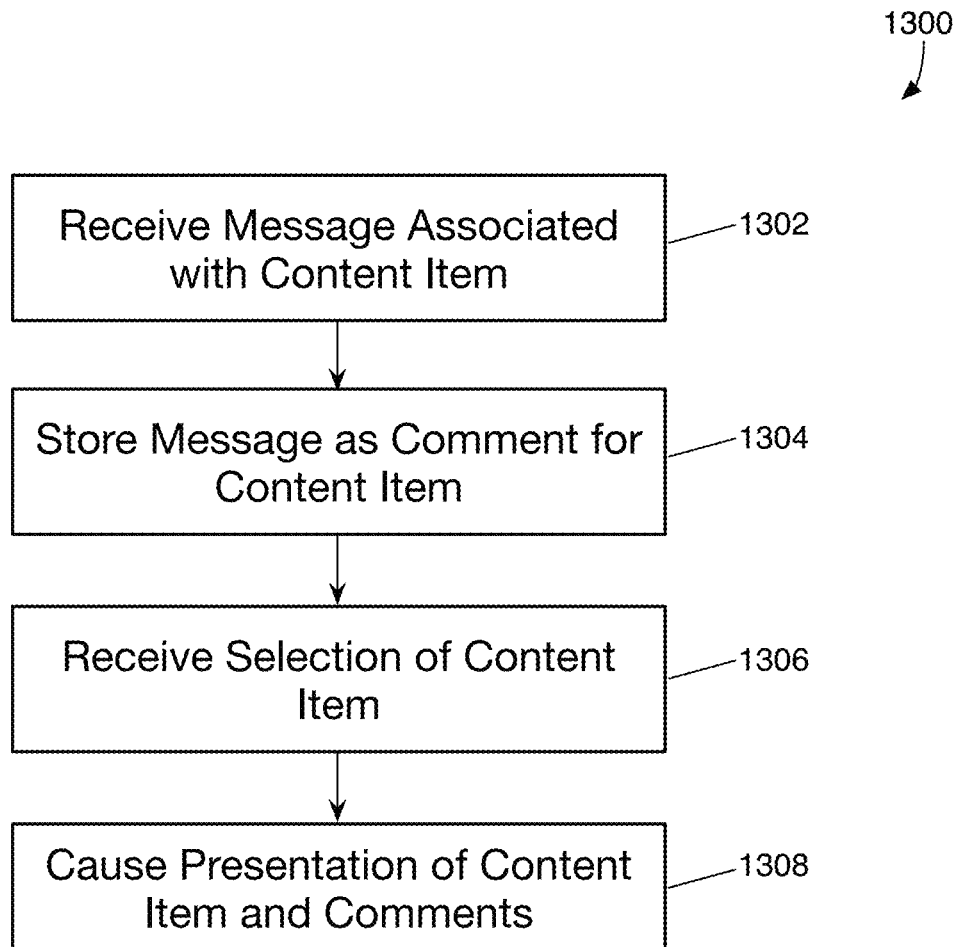 1300
Receive Message Associated
with Content Item
1302
Store Message as Comment for
Content Item
1304
Receive Selection of Content
Item
1306
Cause Presentation of Content
Item and Comments
1308